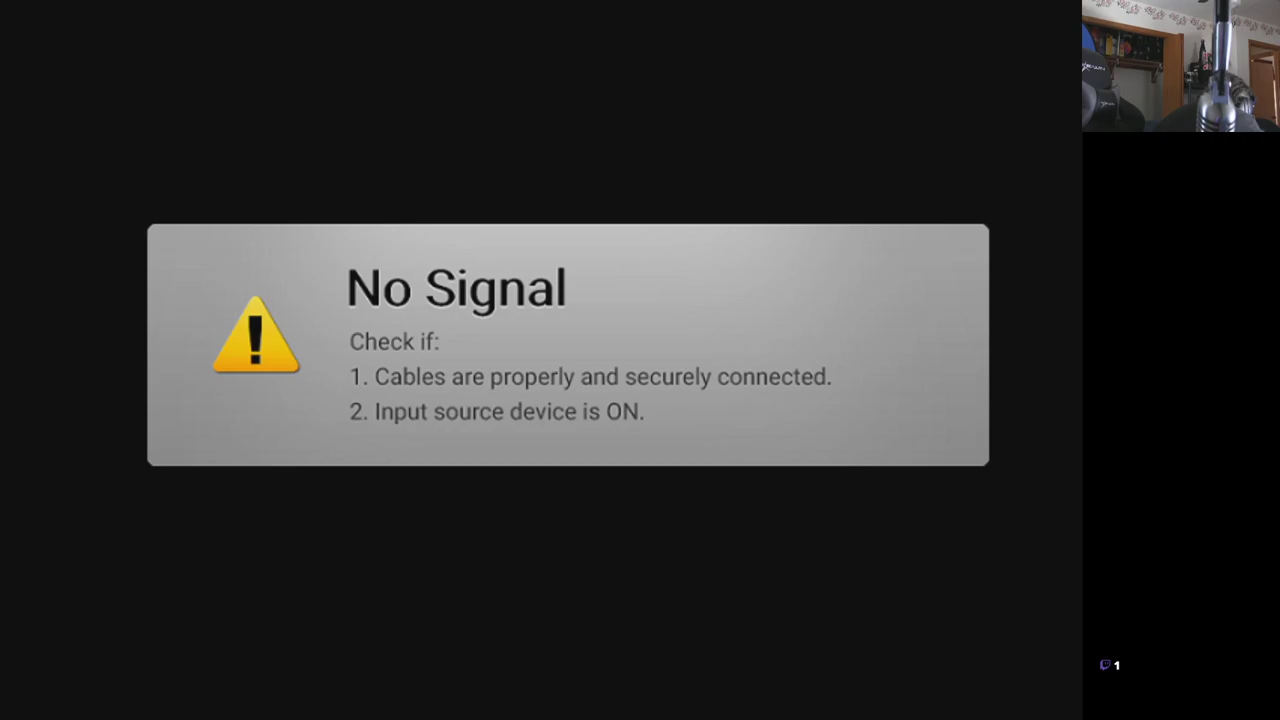 No Signal
Check if:
1. Cables are properly and securely connected.
2. Input source device is ON.
1